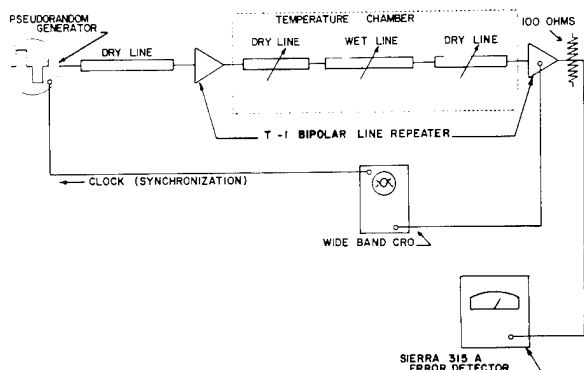 TEMPERATURE CHAMBER
100 OHMS
PSEUDORANDOM
GENERATOR
DRY LINE
DRY LINE
WET LINE
DRY LINE
T-1 BIPOLAR LINE REPEATER
CLOCK (SYNCHRONIZATION)
WIDE BAND CRO
SIERRA 315 A
ERROR DETECTOR